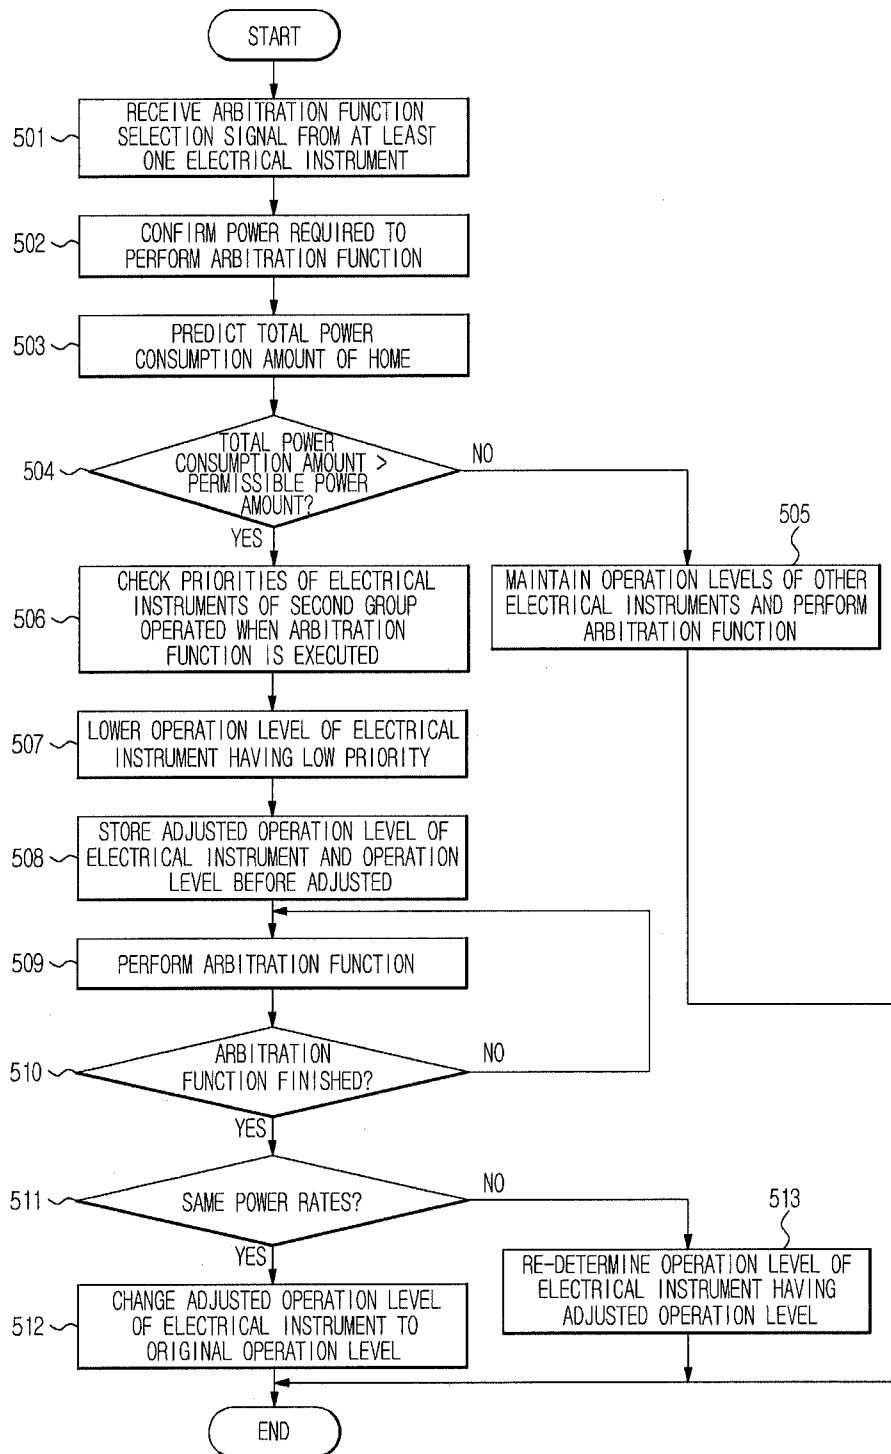 START
501
RECEIVE ARBITRATION FUNCTION
SELECTION SIGNAL FROM AT LEAST
ONE ELECTRICAL INSTRUMENT
502
CONFIRM POWER REQUIRED TO
PERFORM ARBITRATION FUNCTION
503
PREDICT TOTAL POWER
CONSUMPTION AMOUNT OF HOME
504
TOTAL POWER
CONSUMPTION AMOUNT >
PERMISSIBLE POWER
AMOUNT?
NO
YES
505
MAINTAIN OPERATION LEVELS OF OTHER
ELECTRICAL INSTRUMENTS AND PERFORM
ARBITRATION FUNCTION
506
CHECK PRIORITIES OF ELECTRICAL
INSTRUMENTS OF SECOND GROUP
OPERATED WHEN ARBITRATION
FUNCTION IS EXECUTED
507
LOWER OPERATION LEVEL OF ELECTRICAL
INSTRUMENT HAVING LOW PRIORITY
508
STORE ADJUSTED OPERATION LEVEL OF
ELECTRICAL INSTRUMENT AND OPERATION
LEVEL BEFORE ADJUSTED
509
PERFORM ARBITRATION FUNCTION
510
ARBITRATION
FUNCTION FINISHED?
NO
YES
511
SAME POWER RATES?
NO
YES
513
RE-DETERMINE OPERATION LEVEL OF
ELECTRICAL INSTRUMENT HAVING
ADJUSTED OPERATION LEVEL
512
CHANGE ADJUSTED OPERATION LEVEL
OF ELECTRICAL INSTRUMENT TO
ORIGINAL OPERATION LEVEL
END